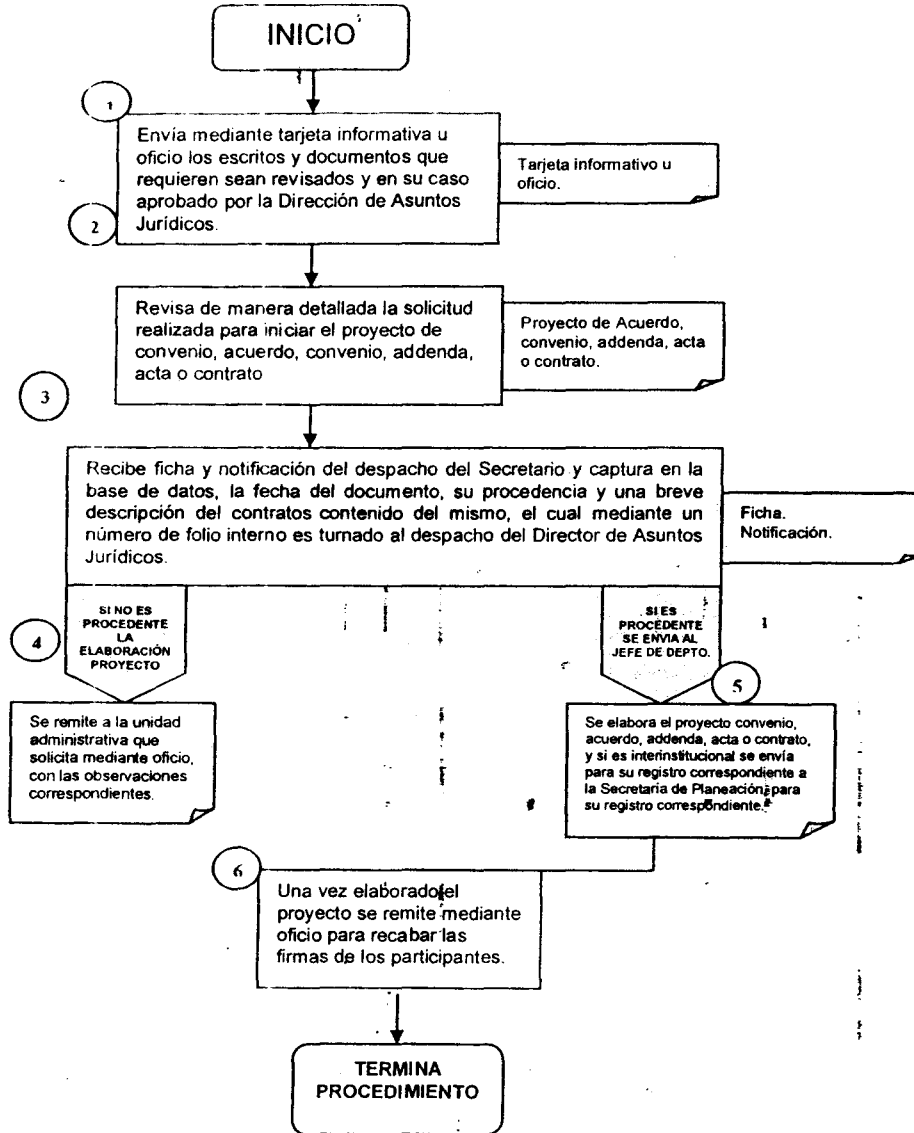 INICIO
1
Envía mediante tarjeta informativa u
oficio los escritos y documentos que
requieren sean revisados y en su caso
aprobado por la Dirección de Asuntos
Jurídicos.
Tarjeta informativo u
oficio.
2
Revisa de manera detallada la solicitud
realizada para iniciar el proyecto de
convenio, acuerdo, convenio, addenda,
acta o contrato
Proyecto de Acuerdo,
convenio, addenda, acta
o contrato.
3
Recibe ficha y notificación del despacho del Secretario y captura en la
base de datos, la fecha del documento, su procedencia y una breve
descripción del contratos contenido del mismo, el cual mediante un
número de folio interno es turnado al despacho del Director de Asuntos
Jurídicos.
Ficha.
Notificación.
4
SI NO ES
PROCEDENTE
LA
ELABORACIÓN
PROYECTO
SI ES
PROCEDENTE
SE ENVIA AL
JEFE DE DEPTO.
5
Se remite a la unidad
administrativa que
solicita mediante oficio,
con las observaciones
correspondientes.
Se elabora el proyecto convenio,
acuerdo, addenda, acta o contrato,
y si es interinstitucional se envía
para su registro correspondiente a
la Secretaria de Planeación, para
su registro correspondiente.
6
Una vez elaborado el
proyecto se remite mediante
oficio para recabar las
firmas de los participantes.
TERMINA
PROCEDIMIENTO